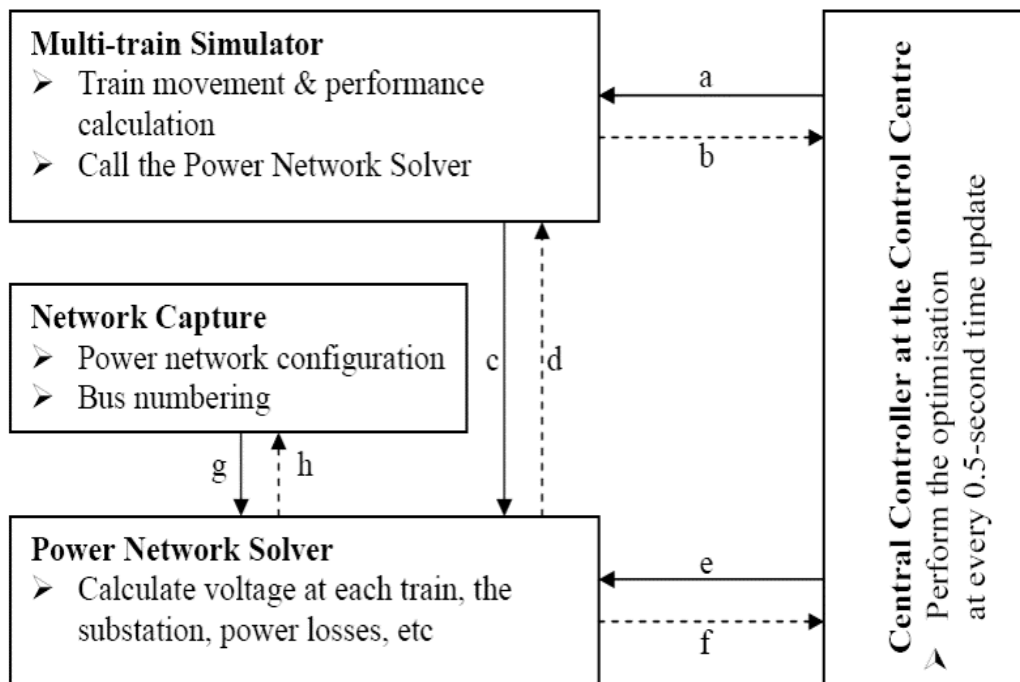 Multi-train Simulator
➢ Train movement & performance
calculation
➢ Call the Power Network Solver
a
b
Network Capture
➢ Power network configuration
➢ Bus numbering
c
d
g
h
Power Network Solver
➢ Calculate voltage at each train, the
substation, power losses, etc
e
f
Central Controller at the Control Centre
➢ Perform the optimisation
at every 0.5-second time update